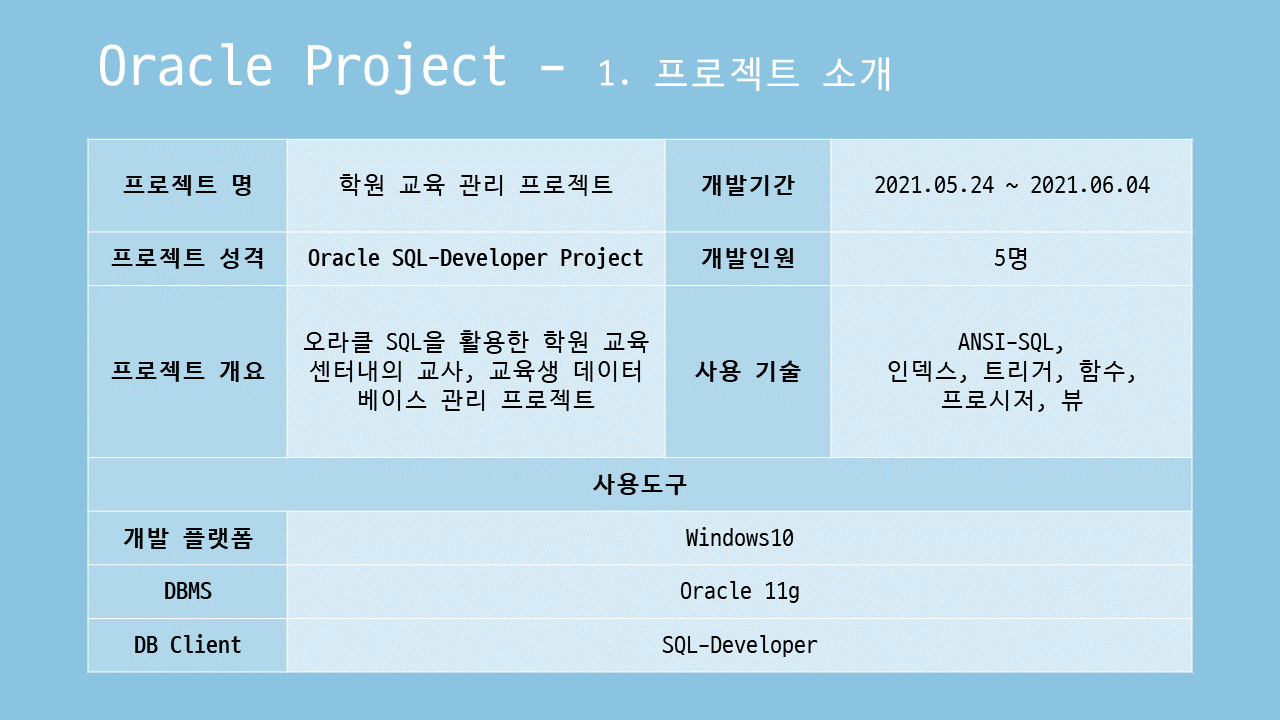 Oracle Project - 1. 프로젝트 소개
프로젝트 명
학원 교육 관리 프로젝트
개발기간
2021.05.24 ~ 2021.06.04
프로젝트 성격
Oracle SQL-Developer Project
개발인원
5명
프로젝트 개요
오라클 SQL을 활용한 학원 교육
센터내의 교사, 교육생 데이터
베이스 관리 프로젝트
사용 기술
ANSI-SQL,
인덱스, 트리거, 함수,
프로시저, 뷰
사용도구
개발 플랫폼
Windows10
DBMS
Oracle 11g
DB Client
SQL-Developer